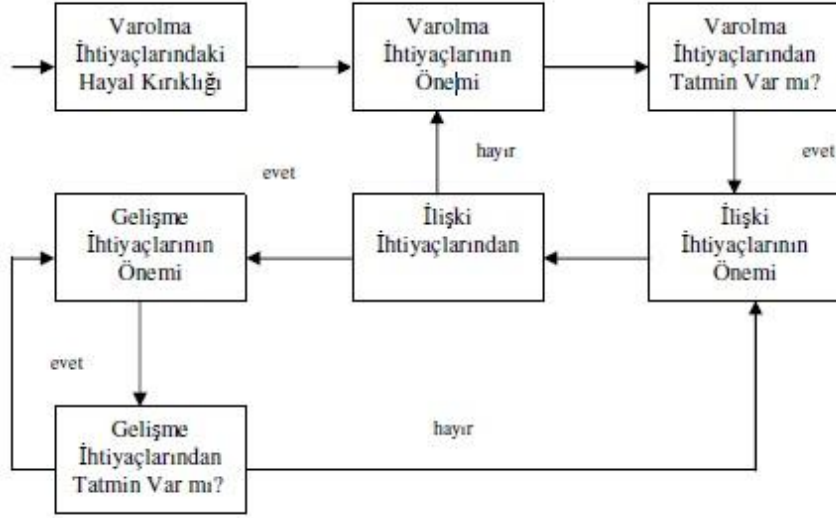 Varolma
İhtiyaçlarındaki
Hayal Kırıklığı
Varolma
İhtiyaçlarının
Önemi
Varolma
İhtiyaçlarından
Tatmin Var mı?
hayır
evet
evet
Gelişme
İhtiyaçlarının
Önemi
İlişki
İhtiyaçlarından
İlişki
İhtiyaçlarının
Önemi
evet
Gelişme
İhtiyaçlarından
Tatmin Var mı?
hayır